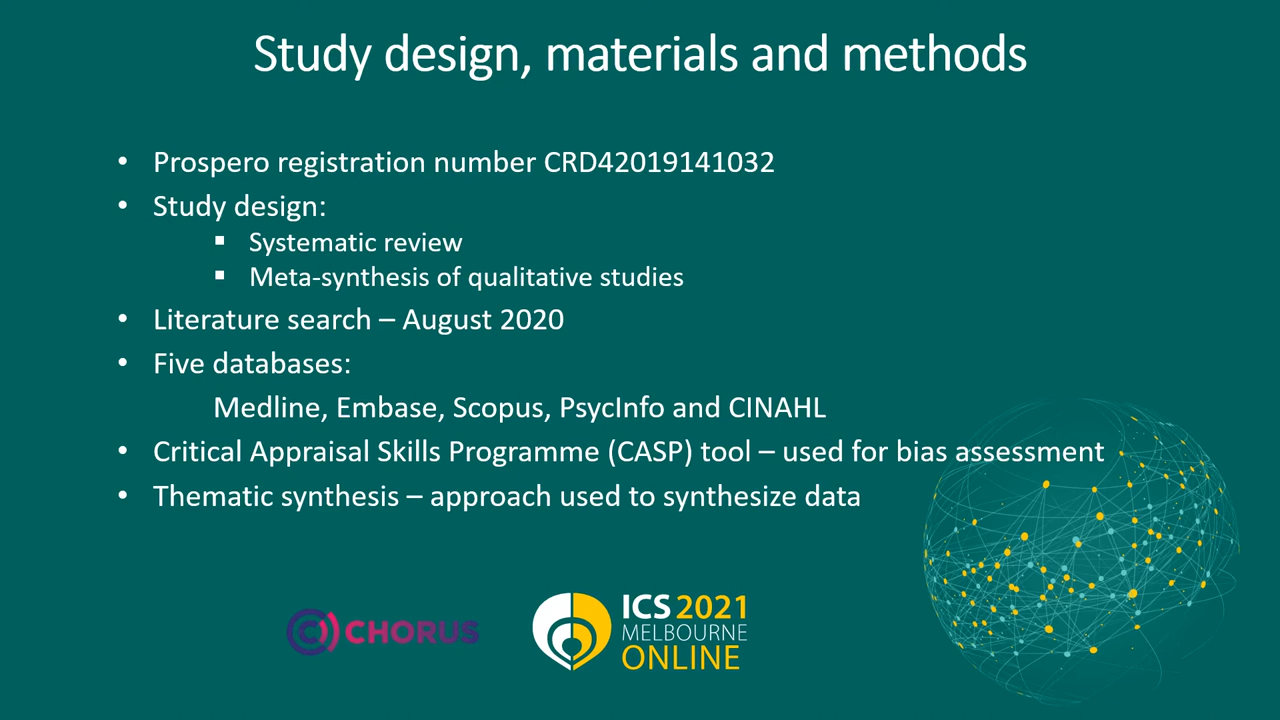 Study design, materials and methods
• Prospero registration number CRD42019141032
• Study design:
▪ Systematic review
▪ Meta-synthesis of qualitative studies
• Literature search – August 2020
• Five databases:
Medline, Embase, Scopus, PsycInfo and CINAHL
• Critical Appraisal Skills Programme (CASP) tool – used for bias assessment
• Thematic synthesis – approach used to synthesize data
CHORUS
ICS 2021
MELBOURNE
ONLINE